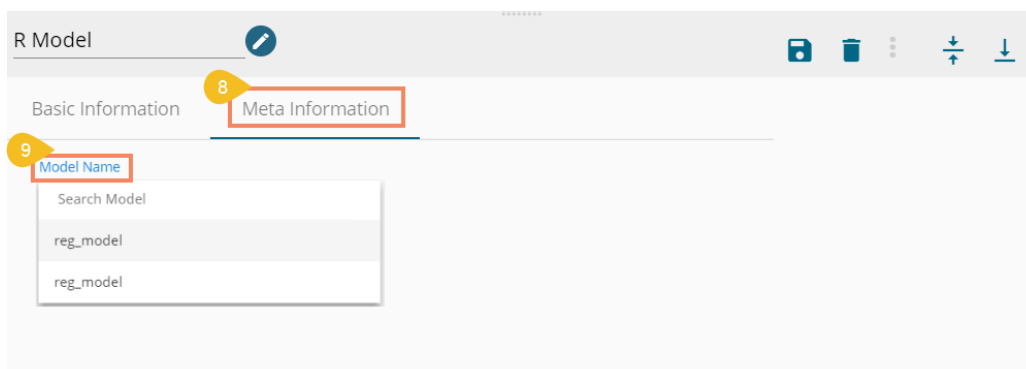 R Model
8
Basic Information
Meta Information
9
Model Name
Search Model
reg_model
reg_model